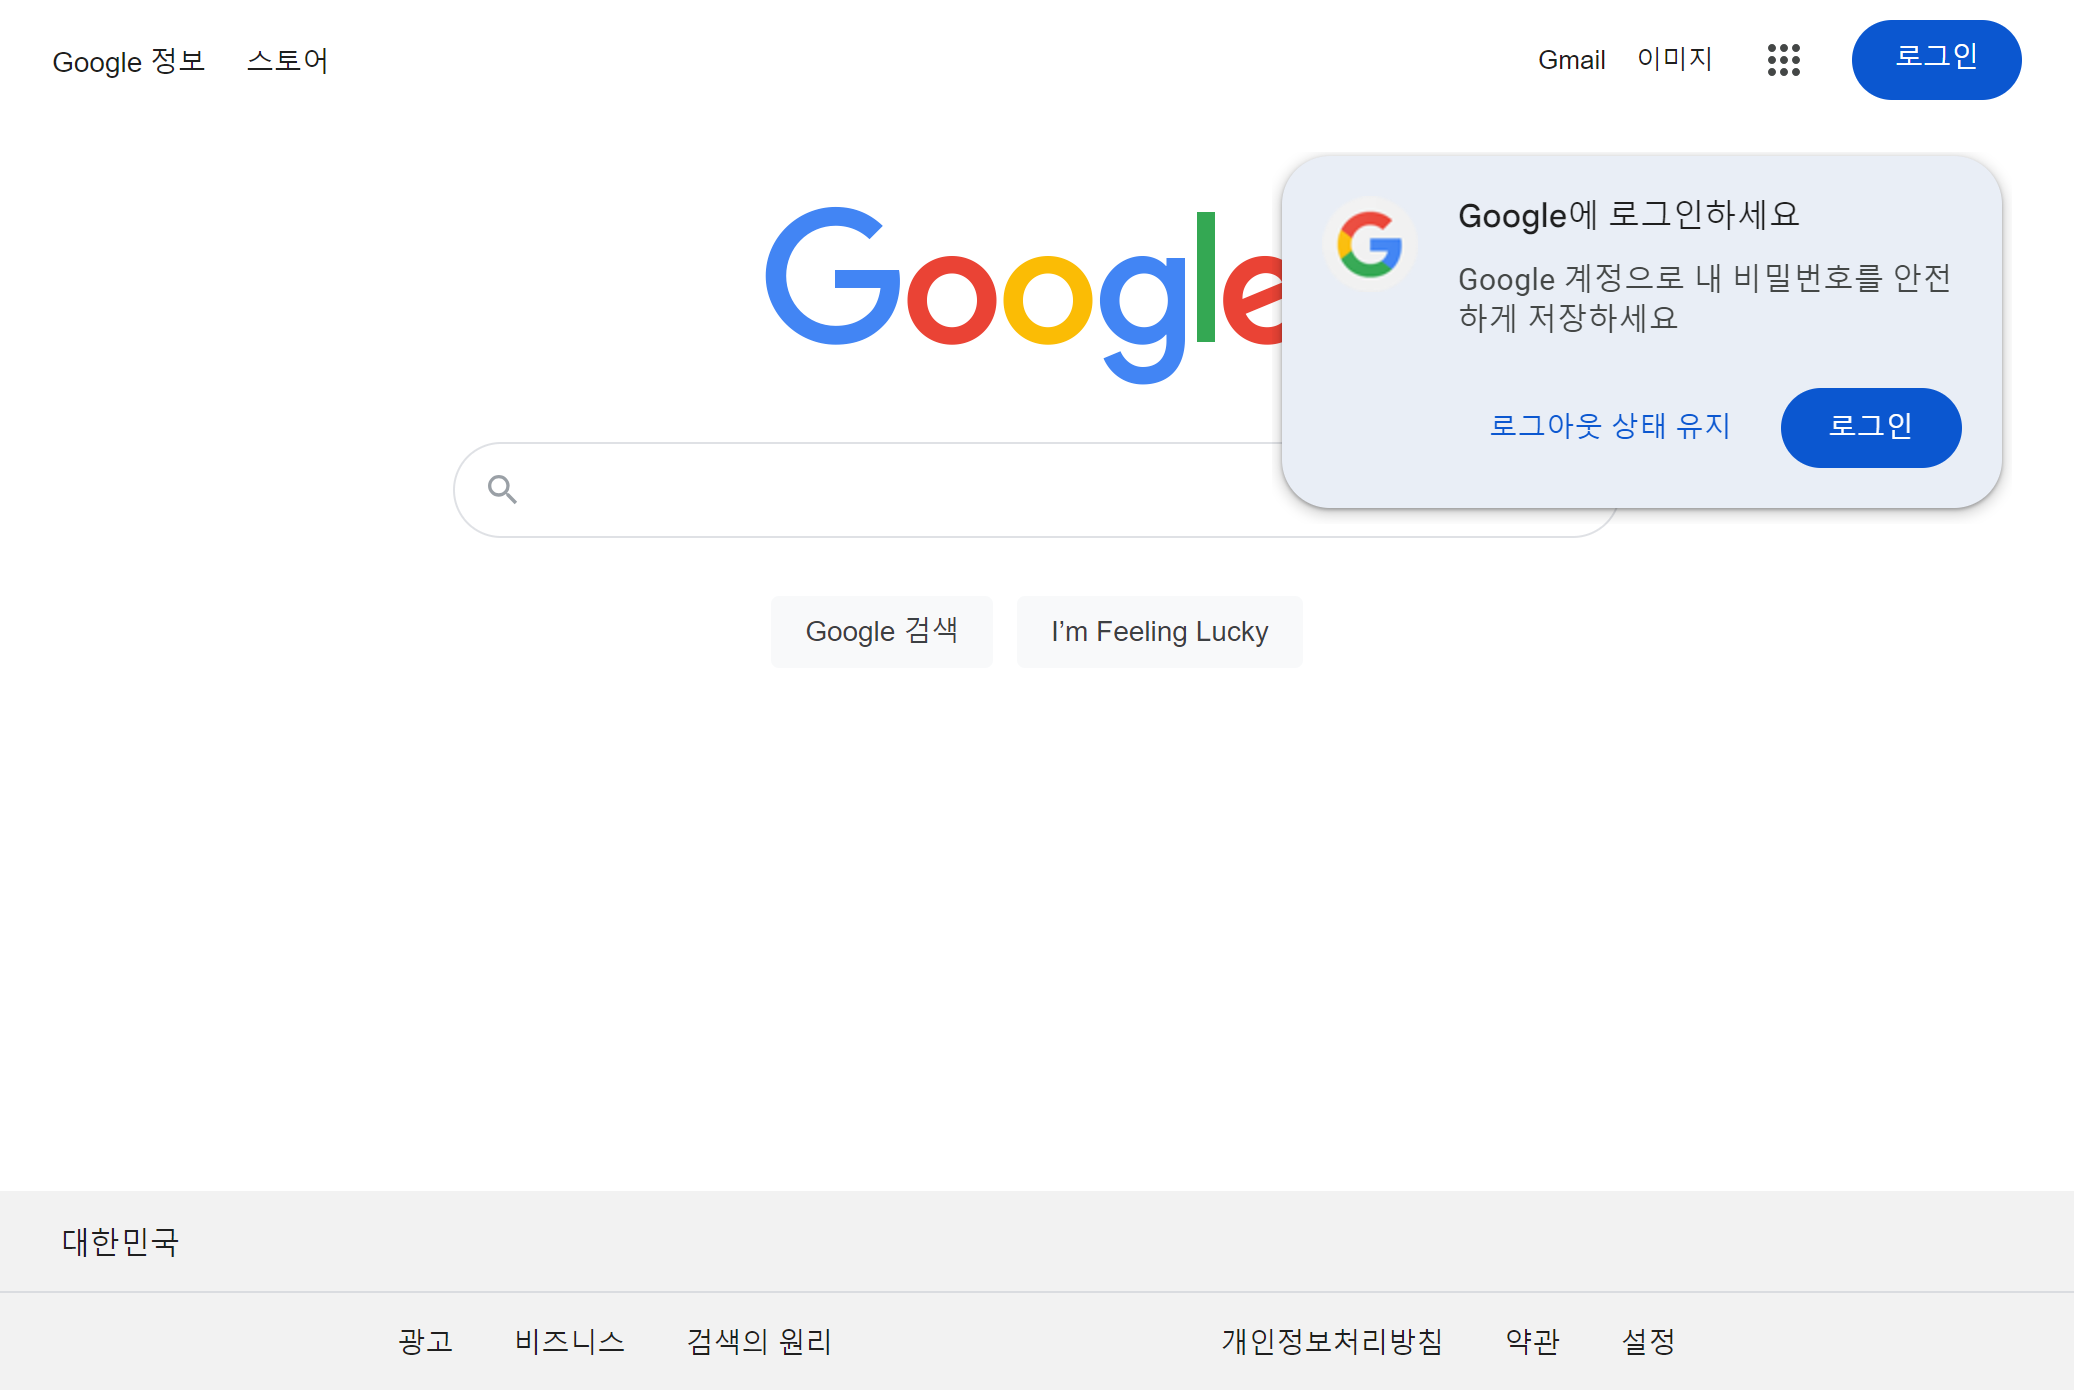 Google 정보 스토어
Gmail 이미지 로그인
Google
Google에 로그인하세요
Google 계정으로 내 비밀번호를 안전
하게 저장하세요
로그아웃 상태 유지 로그인
Google 검색 I’m Feeling Lucky
대한민국
광고 비즈니스 검색의 원리
개인정보처리방침 약관 설정